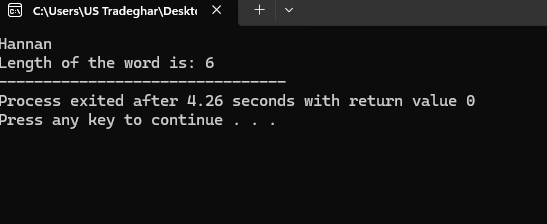 C:\Users\US Tradeghar\Deskt
Hannan
Length of the word is: 6
--------------------------------
Process exited after 4.26 seconds with return value 0
Press any key to continue . . .